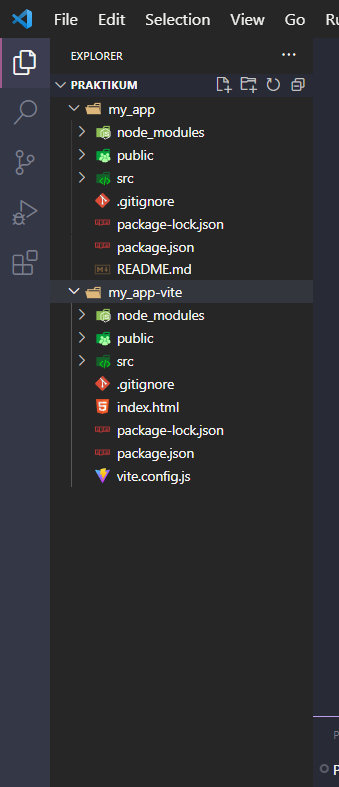 File Edit Selection View Go
EXPLORER
PRAKTIKUM
my_app
node_modules
public
src
.gitignore
package-lock.json
package.json
README.md
my_app-vite
node_modules
public
src
.gitignore
index.html
package-lock.json
package.json
vite.config.js